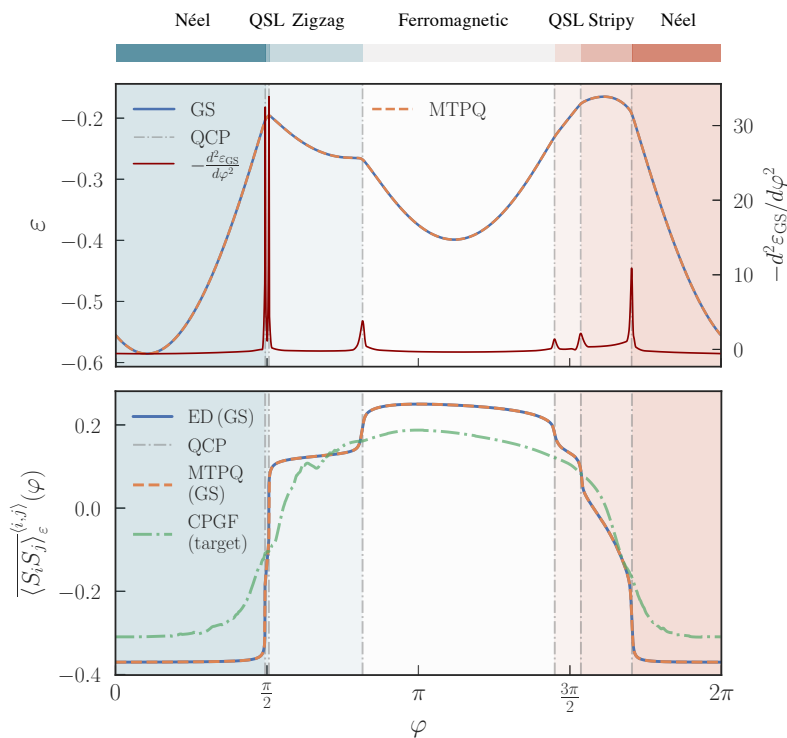 Néel QSL Zigzag Ferromagnetic QSL Stripy Néel
GS
QCP
−d²ε_GS/dφ²
MTPQ
−0.2
−0.3
−0.4
−0.5
−0.6
ε
30
20
10
0
−d²ε_GS/dφ²
ED (GS)
QCP
MTPQ
(GS)
CPGF
(target)
0.2
0.0
−0.2
−0.4
⟨S_iS_j⟩_ε^⟨i,j⟩(φ)
0 π/2 π 3π/2 2π
φ